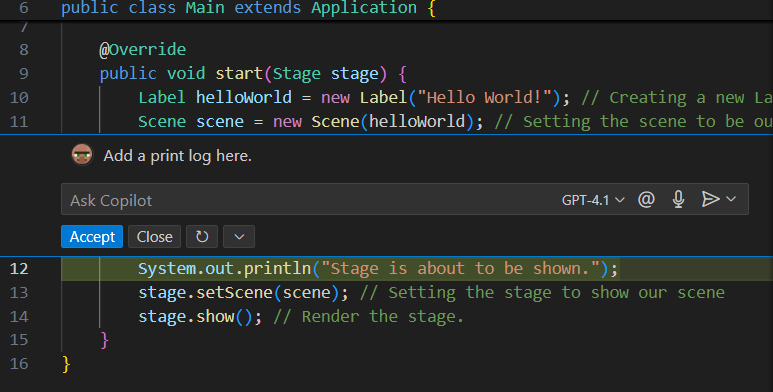 6 public class Main extends Application {
7
8 @Override
9 public void start(Stage stage) {
10 Label helloWorld = new Label("Hello World!"); // Creating a new La
11 Scene scene = new Scene(helloWorld); // Setting the scene to be ou
Add a print log here.
Ask Copilot GPT-4.1 @
Accept Close
12 System.out.println("Stage is about to be shown.");
13 stage.setScene(scene); // Setting the stage to show our scene
14 stage.show(); // Render the stage.
15 }
16 }